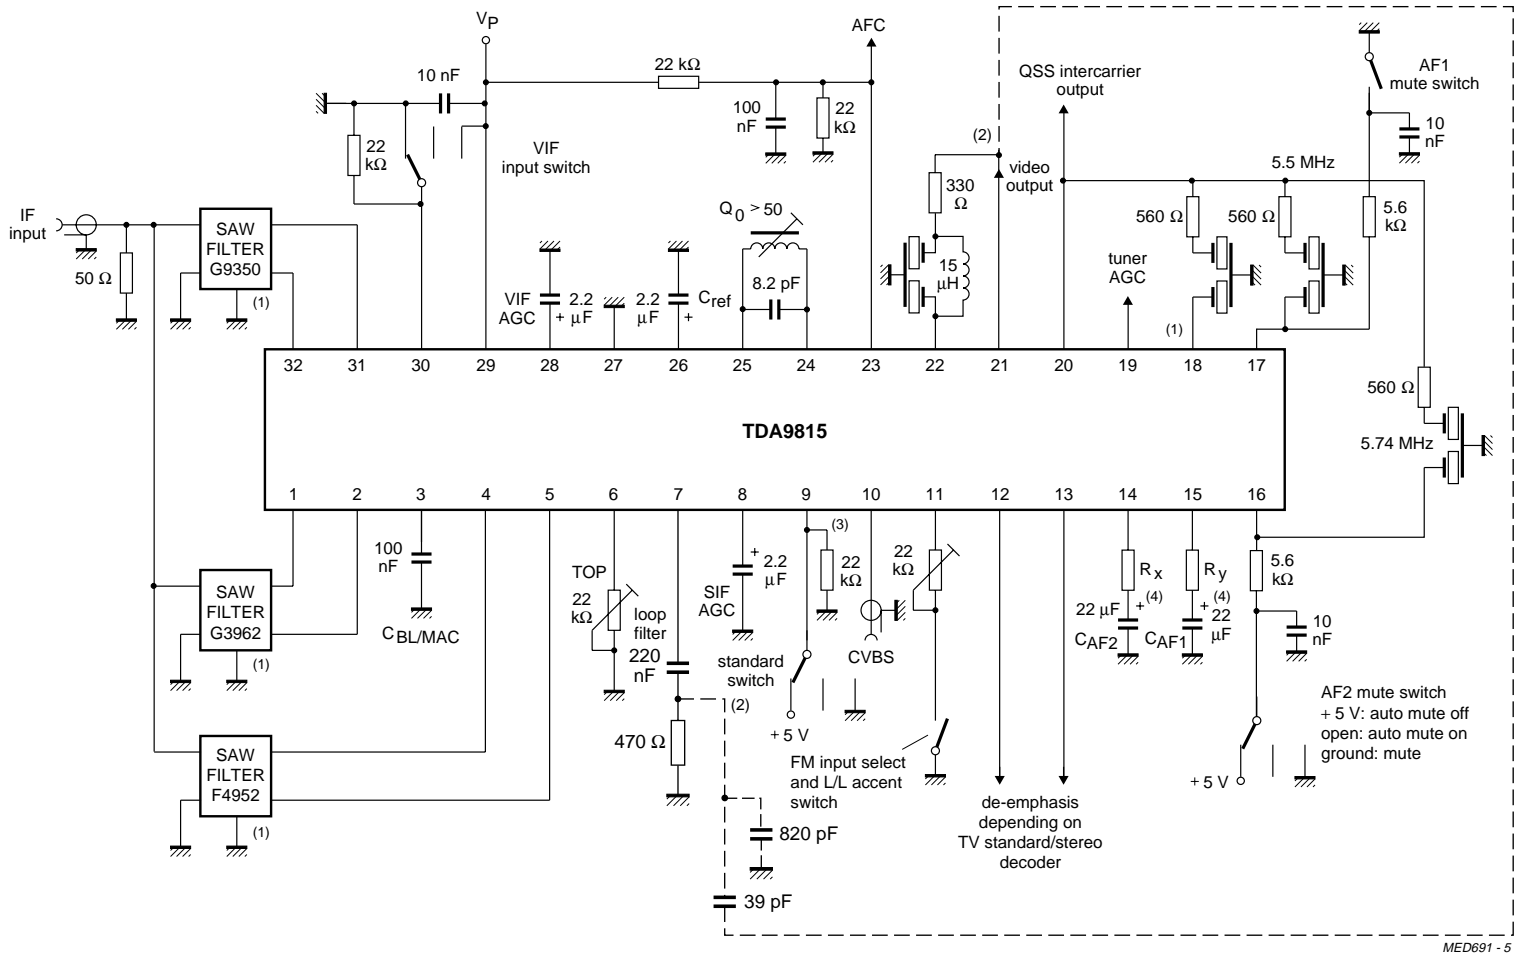 VP
AFC
10 nF
22 kΩ
QSS intercarrier
output
AF1
mute switch
22
kΩ
VIF
input switch
100
nF
22
kΩ
(2)
video
output
10
nF
5.5 MHz
IF
input
SAW
FILTER
G9350
50 Ω
(1)
Q0 > 50
330
Ω
560 Ω
560 Ω
5.6
kΩ
VIF
AGC
+
2.2
µF
2.2
µF
+
Cref
8.2 pF
15
µH
tuner
AGC
(1)
32
31
30
29
28
27
26
25
24
23
22
21
20
19
18
17
TDA9815
560 Ω
5.74 MHz
1
2
3
4
5
6
7
8
9
10
11
12
13
14
15
16
100
nF
CBL/MAC
SAW
FILTER
G3962
(1)
TOP
22
kΩ
loop
filter
220
nF
(2)
470 Ω
+
2.2
µF
SIF
AGC
(3)
22
kΩ
standard
switch
+ 5 V
CVBS
22
kΩ
FM input select
and L/L accent
switch
Rx
(4)
22 µF
+
CAF2
Ry
(4)
+
22
µF
CAF1
5.6
kΩ
10
nF
AF2 mute switch
+ 5 V: auto mute off
open: auto mute on
ground: mute
+ 5 V
SAW
FILTER
F4952
(1)
820 pF
39 pF
de-emphasis
depending on
TV standard/stereo
decoder
MED691 - 5